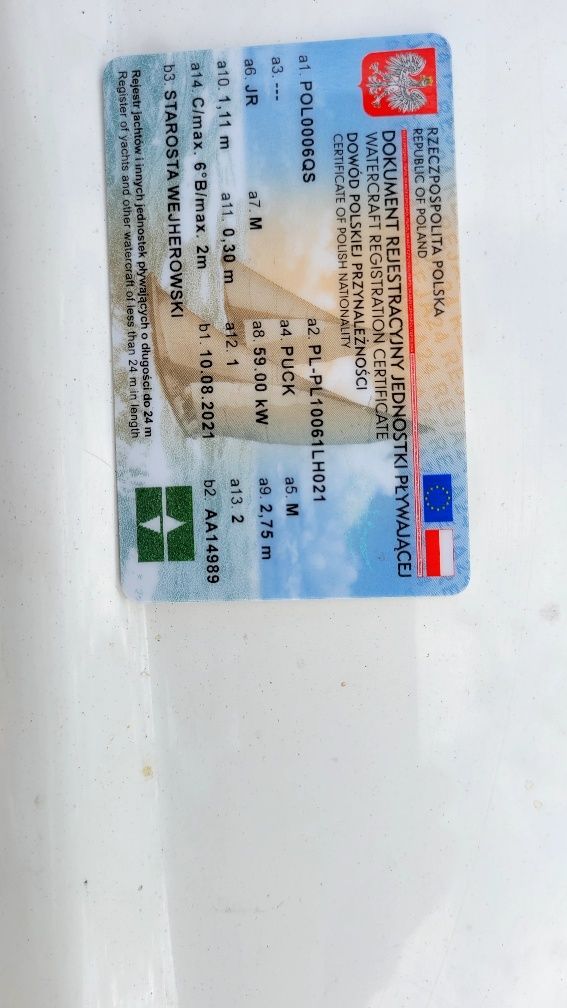 RZECZPOSPOLITA POLSKA
REPUBLIC OF POLAND
DOKUMENT REJESTRACYJNY JEDNOSTKI PŁYWAJĄCEJ
WATERCRAFT REGISTRATION CERTIFICATE
DOWÓD POLSKIEJ PRZYNALEŻNOŚCI
CERTIFICATE OF POLISH NATIONALITY
a1. POL0006QS a2. PL-PL10061LH021
a3. --- a4. PUCK a5. M
a6. JR a7. M a8. 59.00 kW a9. 2,75 m
a10. 1,11 m a11. 0,30 m a12. 1 a13. 2
a14. C/max. 6°B/max. 2m b1. 10.08.2021 b2. AA14989
b3. STAROSTA WEJHEROWSKI
Rejestr jachtów i innych jednostek pływających o długości do 24 m
Register of yachts and other watercraft of less than 24 m in length